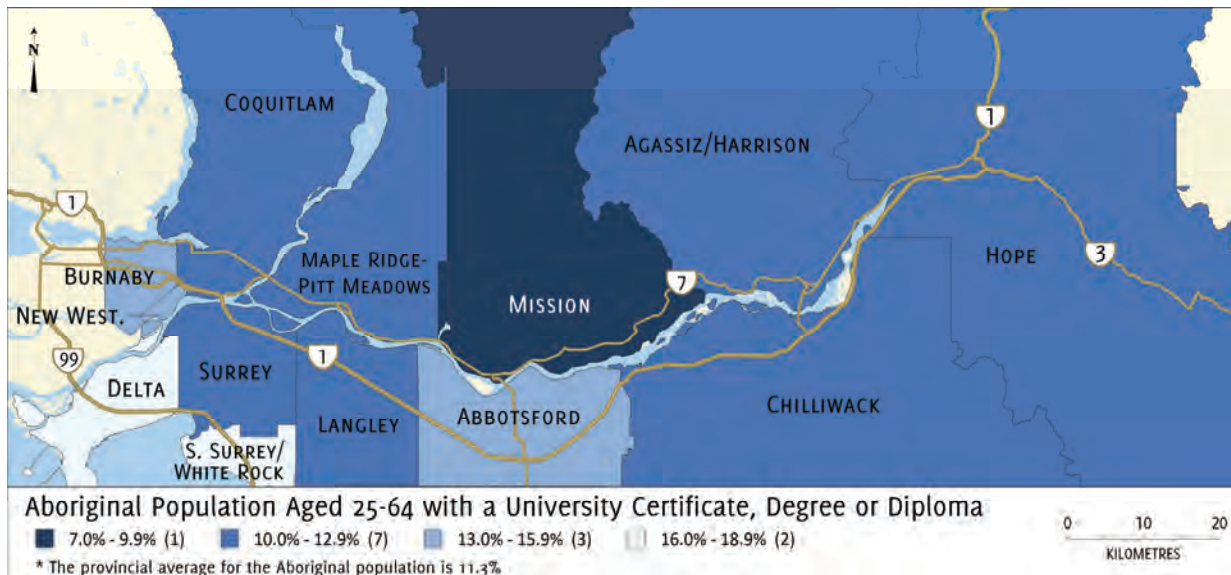 N
COQUITLAM
AGASSIZ/HARRISON
1
1
BURNABY
MAPLE RIDGE-
PITT MEADOWS
HOPE
3
7
MISSION
NEW WEST.
99
DELTA
SURREY
1
LANGLEY
ABBOTSFORD
CHILLIWACK
S. SURREY/
WHITE ROCK
Aboriginal Population Aged 25-64 with a University Certificate, Degree or Diploma
7.0% - 9.9% (1) 10.0% - 12.9% (7) 13.0% - 15.9% (3) 16.0% - 18.9% (2)
0 10 20
KILOMETRES
* The provincial average for the Aboriginal population is 11.3%